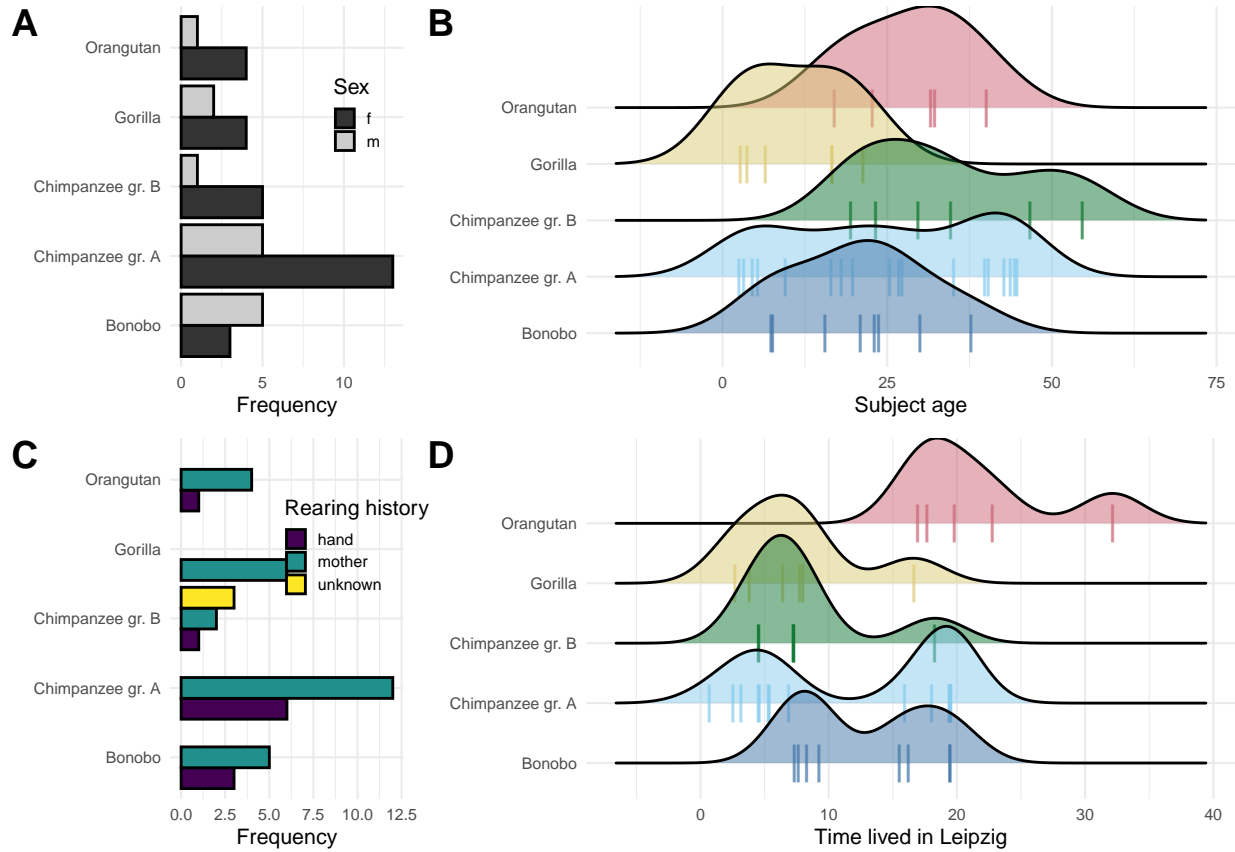 A
Orangutan
Gorilla
Chimpanzee gr. B
Chimpanzee gr. A
Bonobo
0 5 10
Frequency
Sex
f
m
B
Orangutan
Gorilla
Chimpanzee gr. B
Chimpanzee gr. A
Bonobo
0 25 50 75
Subject age
C
Orangutan
Gorilla
Chimpanzee gr. B
Chimpanzee gr. A
Bonobo
0.0 2.5 5.0 7.5 10.0 12.5
Frequency
Rearing history
hand
mother
unknown
D
Orangutan
Gorilla
Chimpanzee gr. B
Chimpanzee gr. A
Bonobo
0 10 20 30 40
Time lived in Leipzig